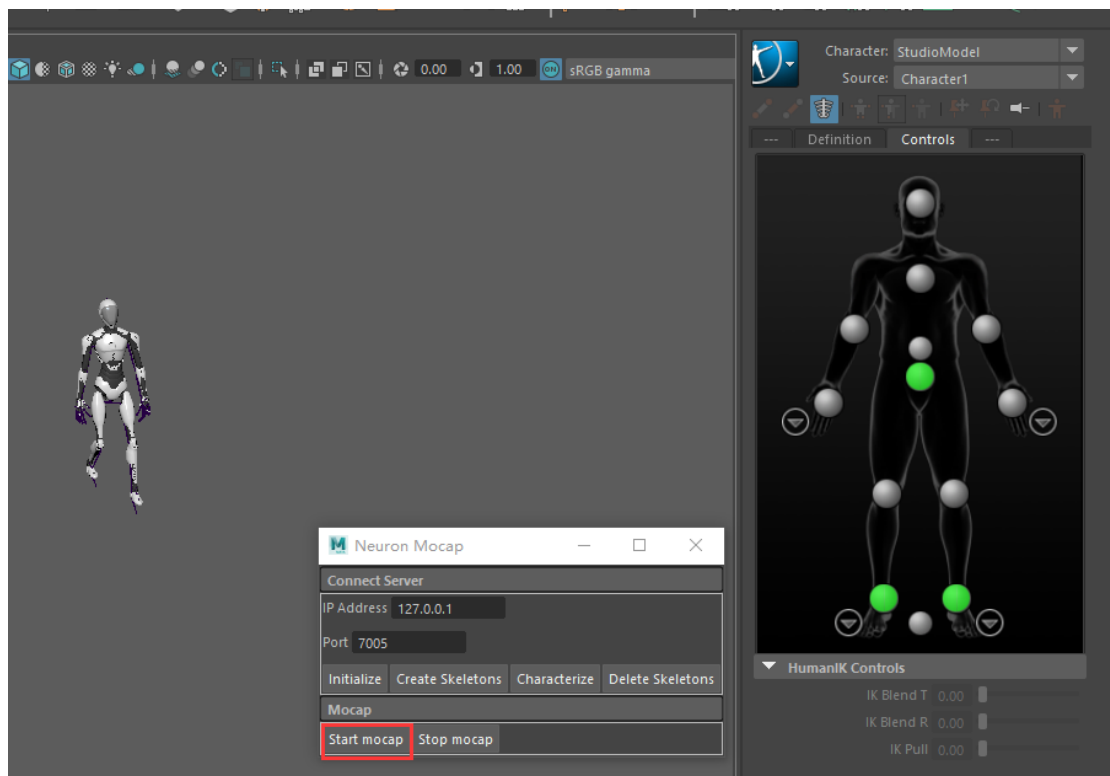 Character: StudioModel
Source: Character1
0.00 1.00 ON sRGB gamma
--- Definition Controls ---
M Neuron Mocap
Connect Server
IP Address 127.0.0.1
Port 7005
Initialize Create Skeletons Characterize Delete Skeletons
Mocap
Start mocap Stop mocap
HumanIK Controls
IK Blend T 0.00
IK Blend R 0.00
IK Pull 0.00